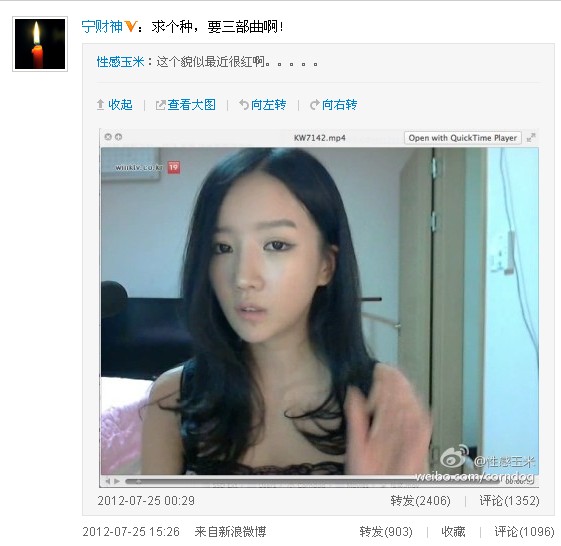 宁财神V：求个种，要三部曲啊！
性感玉米：这个貌似最近很红啊。。。。。
收起 | 查看大图 | 向左转 | 向右转
KW7142.mp4 Open with QuickTime Player
19
@性感玉米
weibo.com/corndog
2012-07-25 00:29 转发(2406) | 评论(1352)
2012-07-25 15:26 来自新浪微博 转发(903) | 收藏 | 评论(1096)